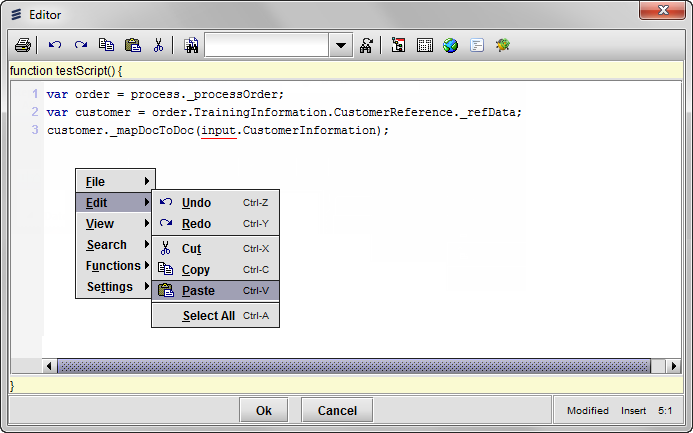 Editor
function testScript() {
1 var order = process._processOrder;
2 var customer = order.TrainingInformation.CustomerReference._refData;
3 customer._mapDocToDoc(input.CustomerInformation);
File
Edit
View
Search
Functions
Settings
Undo Ctrl-Z
Redo Ctrl-Y
Cut Ctrl-X
Copy Ctrl-C
Paste Ctrl-V
Select All Ctrl-A
}
Ok Cancel Modified Insert 5:1